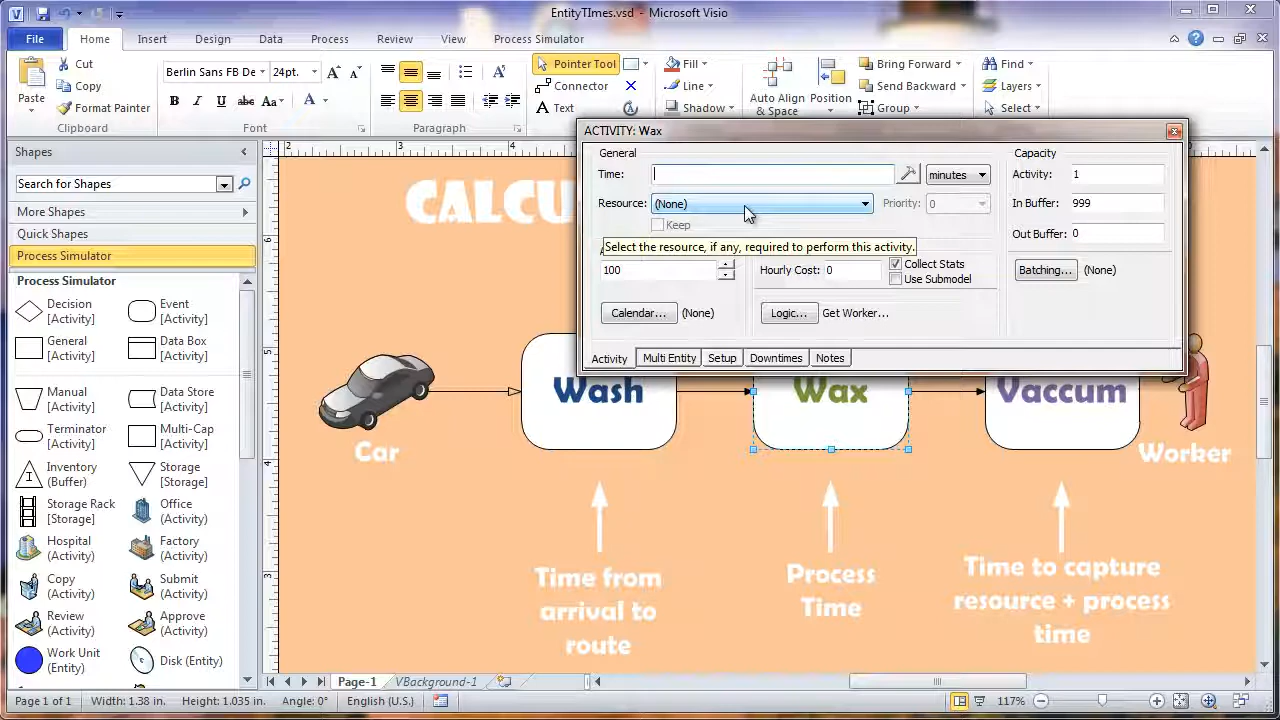 EntityTImes.vsd - Microsoft Visio
File
Home
Insert
Design
Data
Process
Review
View
Process Simulator
Paste
Cut
Copy
Format Painter
Clipboard
Berlin Sans FB De
24pt.
B I U abc Aa
A
Font
Paragraph
Pointer Tool
Connector
A Text
Fill
Line
Shadow
Auto Align
& Space
Position
Bring Forward
Send Backward
Group
Find
Layers
Select
Shapes
Search for Shapes
More Shapes
Quick Shapes
Process Simulator
Process Simulator
Decision
(Activity)
Event
(Activity)
General
[Activity]
Data Box
[Activity]
Manual
(Activity)
Data Store
(Activity)
Terminator
(Activity)
Multi-Cap
(Activity)
Inventory
(Buffer)
Storage
(Storage)
Storage Rack
[Storage]
Office
(Activity)
Hospital
(Activity)
Factory
(Activity)
Copy
(Activity)
Submit
(Activity)
Review
(Activity)
Approve
(Activity)
Work Unit
(Entity)
Disk (Entity)
2
3
4
5
4
3
CALCU
ACTIVITY: Wax
General
Time:
minutes
Resource:
(None)
Priority:
0
Keep
Select the resource, if any, required to perform this activity.
100
Hourly Cost:
0
Collect Stats
Use Submodel
Calendar...
(None)
Logic...
Get Worker...
Capacity
Activity:
1
In Buffer:
999
Out Buffer:
0
Batching...
(None)
Activity
Multi Entity
Setup
Downtimes
Notes
Wash
Wax
Vaccum
Car
Worker
Time from
arrival to
route
Process
Time
Time to capture
resource + process
time
Page-1
VBackground-1
Page 1 of 1
Width: 1.38 in.
Height: 1.035 in.
Angle: 0°
English (U.S.)
117%